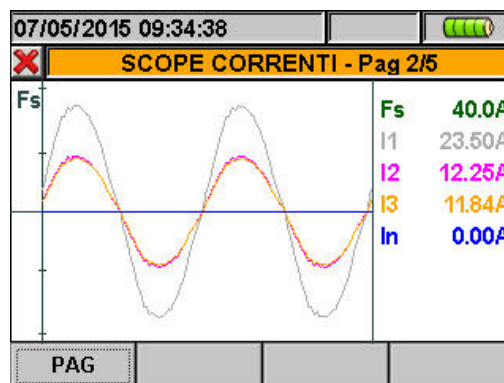 07/05/2015 09:34:38
SCOPE CORRENTI - Pag 2/5
Fs
Fs 40.0A
I1 23.50A
I2 12.25A
I3 11.84A
In 0.00A
PAG